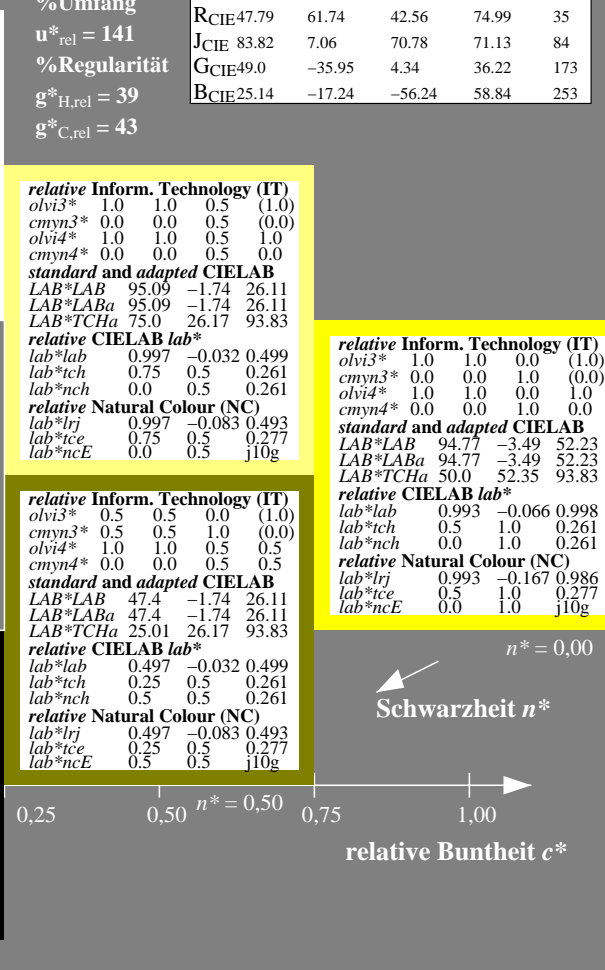 %Umfang
u*rel = 141
%Regularität
g*H,rel = 39
g*C,rel = 43
RCIE 47.79 61.74 42.56 74.99 35
JCIE 83.82 7.06 70.78 71.13 84
GCIE 49.0 −35.95 4.34 36.22 173
BCIE 25.14 −17.24 −56.24 58.84 253
relative Inform. Technology (IT)
olvi3* 1.0 1.0 0.5 (1.0)
cmyn3* 0.0 0.0 0.5 (0.0)
olvi4* 1.0 1.0 0.5 1.0
cmyn4* 0.0 0.0 0.5 0.0
standard and adapted CIELAB
LAB*LAB 95.09 −1.74 26.11
LAB*LABa 95.09 −1.74 26.11
LAB*TCHa 75.0 26.17 93.83
relative CIELAB lab*
lab*lab 0.997 −0.032 0.499
lab*tch 0.75 0.5 0.261
lab*nch 0.0 0.5 0.261
relative Natural Colour (NC)
lab*lrj 0.997 −0.083 0.493
lab*tce 0.75 0.5 0.277
lab*ncE 0.0 0.5 j10g
relative Inform. Technology (IT)
olvi3* 1.0 1.0 0.0 (1.0)
cmyn3* 0.0 0.0 1.0 (0.0)
olvi4* 1.0 1.0 0.0 1.0
cmyn4* 0.0 0.0 1.0 0.0
standard and adapted CIELAB
LAB*LAB 94.77 −3.49 52.23
LAB*LABa 94.77 −3.49 52.23
LAB*TCHa 50.0 52.35 93.83
relative CIELAB lab*
lab*lab 0.993 −0.066 0.998
lab*tch 0.5 1.0 0.261
lab*nch 0.0 1.0 0.261
relative Natural Colour (NC)
lab*lrj 0.993 −0.167 0.986
lab*tce 0.5 1.0 0.277
lab*ncE 0.0 1.0 j10g
relative Inform. Technology (IT)
olvi3* 0.5 0.5 0.0 (1.0)
cmyn3* 0.5 0.5 1.0 (0.0)
olvi4* 1.0 1.0 0.5 0.5
cmyn4* 0.0 0.0 0.5 0.5
standard and adapted CIELAB
LAB*LAB 47.4 −1.74 26.11
LAB*LABa 47.4 −1.74 26.11
LAB*TCHa 25.01 26.17 93.83
relative CIELAB lab*
lab*lab 0.497 −0.032 0.499
lab*tch 0.25 0.5 0.261
lab*nch 0.5 0.5 0.261
relative Natural Colour (NC)
lab*lrj 0.497 −0.083 0.493
lab*tce 0.25 0.5 0.277
lab*ncE 0.5 0.5 j10g
n* = 0,00
Schwarzheit n*
n* = 0,50
0,25 0,50 0,75 1,00
relative Buntheit c*